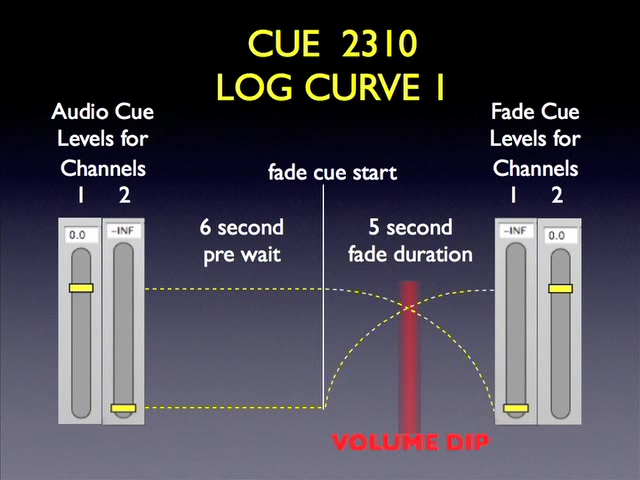 CUE 2310
LOG CURVE 1
Audio Cue
Levels for
Channels
1 2
Fade Cue
Levels for
Channels
1 2
fade cue start
6 second
pre wait
5 second
fade duration
0.0
-INF
-INF
0.0
VOLUME DIP